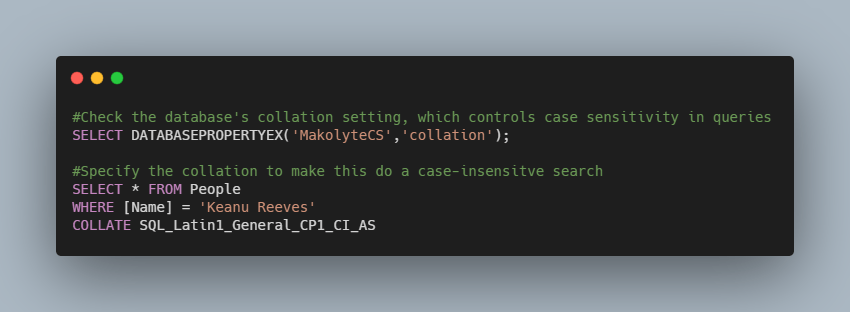 #Check the database's collation setting, which controls case sensitivity in queries
SELECT DATABASEPROPERTYEX('MakolyteCS','collation');
#Specify the collation to make this do a case-insensitve search
SELECT * FROM People
WHERE [Name] = 'Keanu Reeves'
COLLATE SQL_Latin1_General_CP1_CI_AS